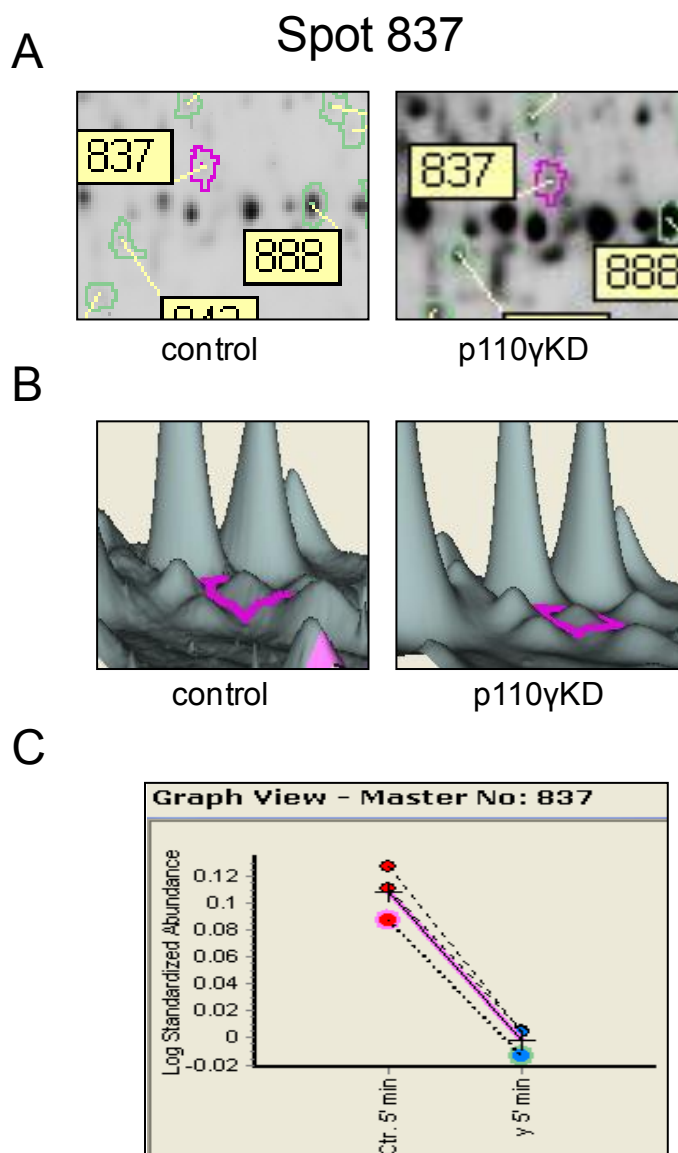 Spot 837
A
837
888
837
888
control
p110γKD
B
control
p110γKD
C
Graph View - Master No: 837
Log Standardized Abundance
0.12
0.1
0.08
0.06
0.04
0.02
0
-0.02
Ctr. 5' min
γ 5' min